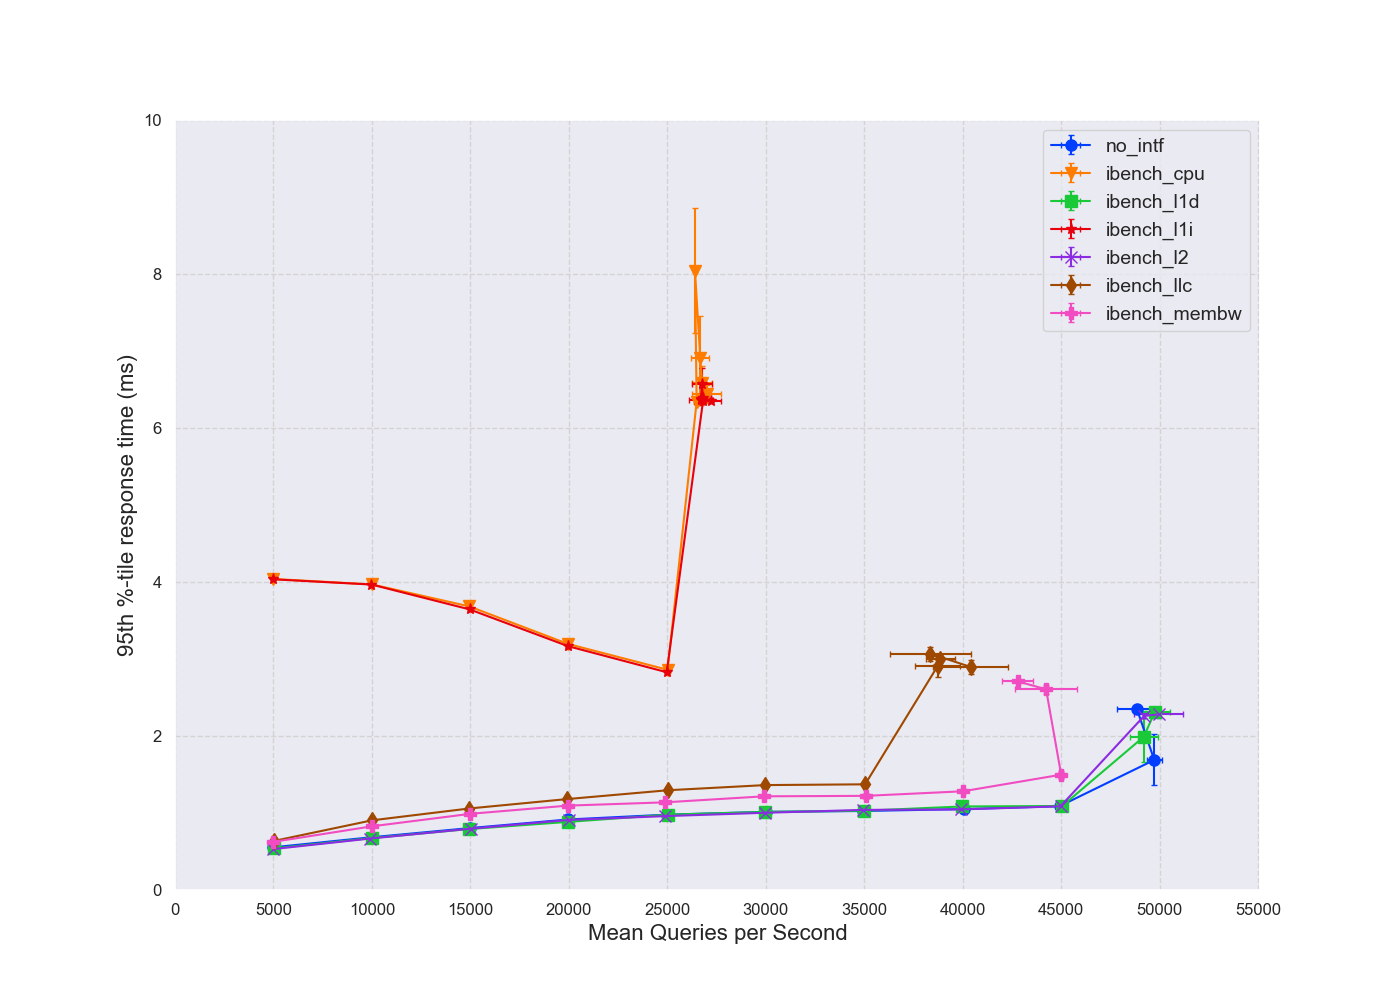 10
8
6
4
2
0
95th %-tile response time (ms)
no_intf
ibench_cpu
ibench_l1d
ibench_l1i
ibench_l2
ibench_llc
ibench_membw
0 5000 10000 15000 20000 25000 30000 35000 40000 45000 50000 55000
Mean Queries per Second